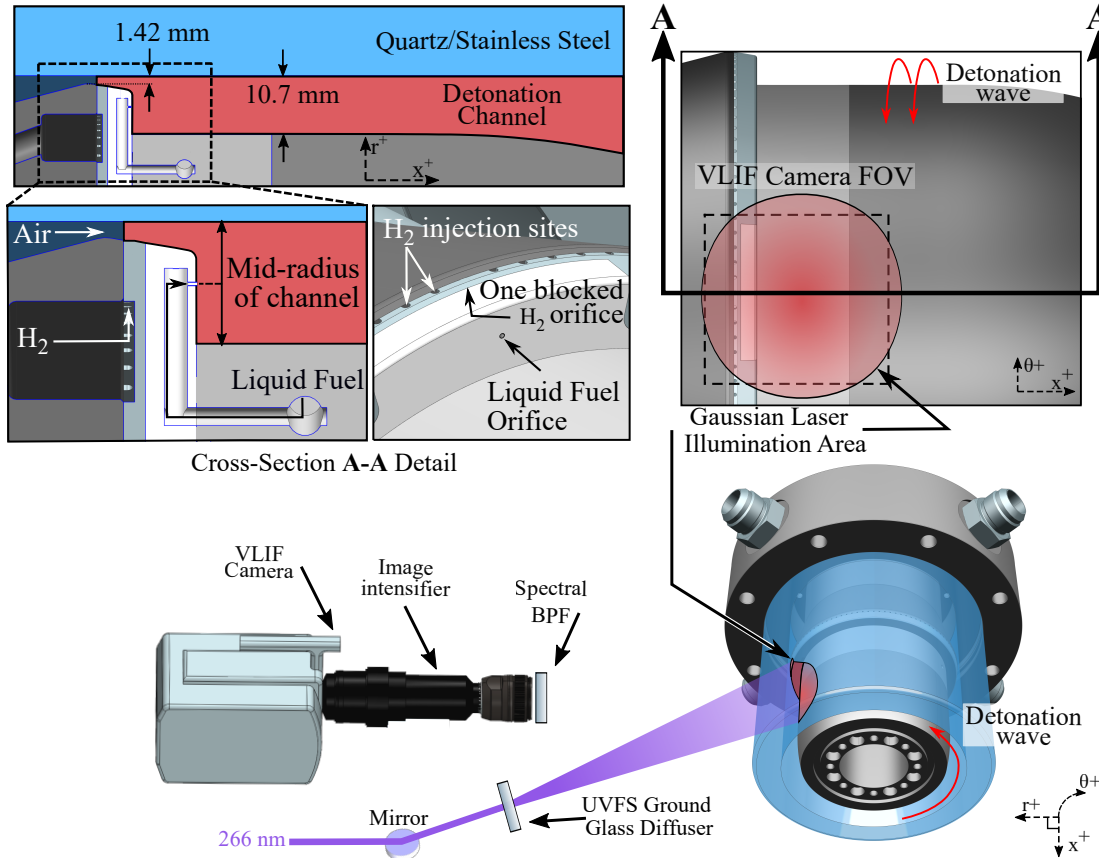 1.42 mm
Quartz/Stainless Steel
10.7 mm
Detonation
Channel
r+
x+
Air
Mid-radius
of channel
H2
Liquid Fuel
H2 injection sites
One blocked
H2 orifice
Liquid Fuel
Orifice
Cross-Section A-A Detail
A
A
Detonation
wave
VLIF Camera FOV
θ+
x+
Gaussian Laser
Illumination Area
VLIF
Camera
Image
intensifier
Spectral
BPF
Detonation
wave
Mirror
266 nm
UVFS Ground
Glass Diffuser
θ+
r+
x+